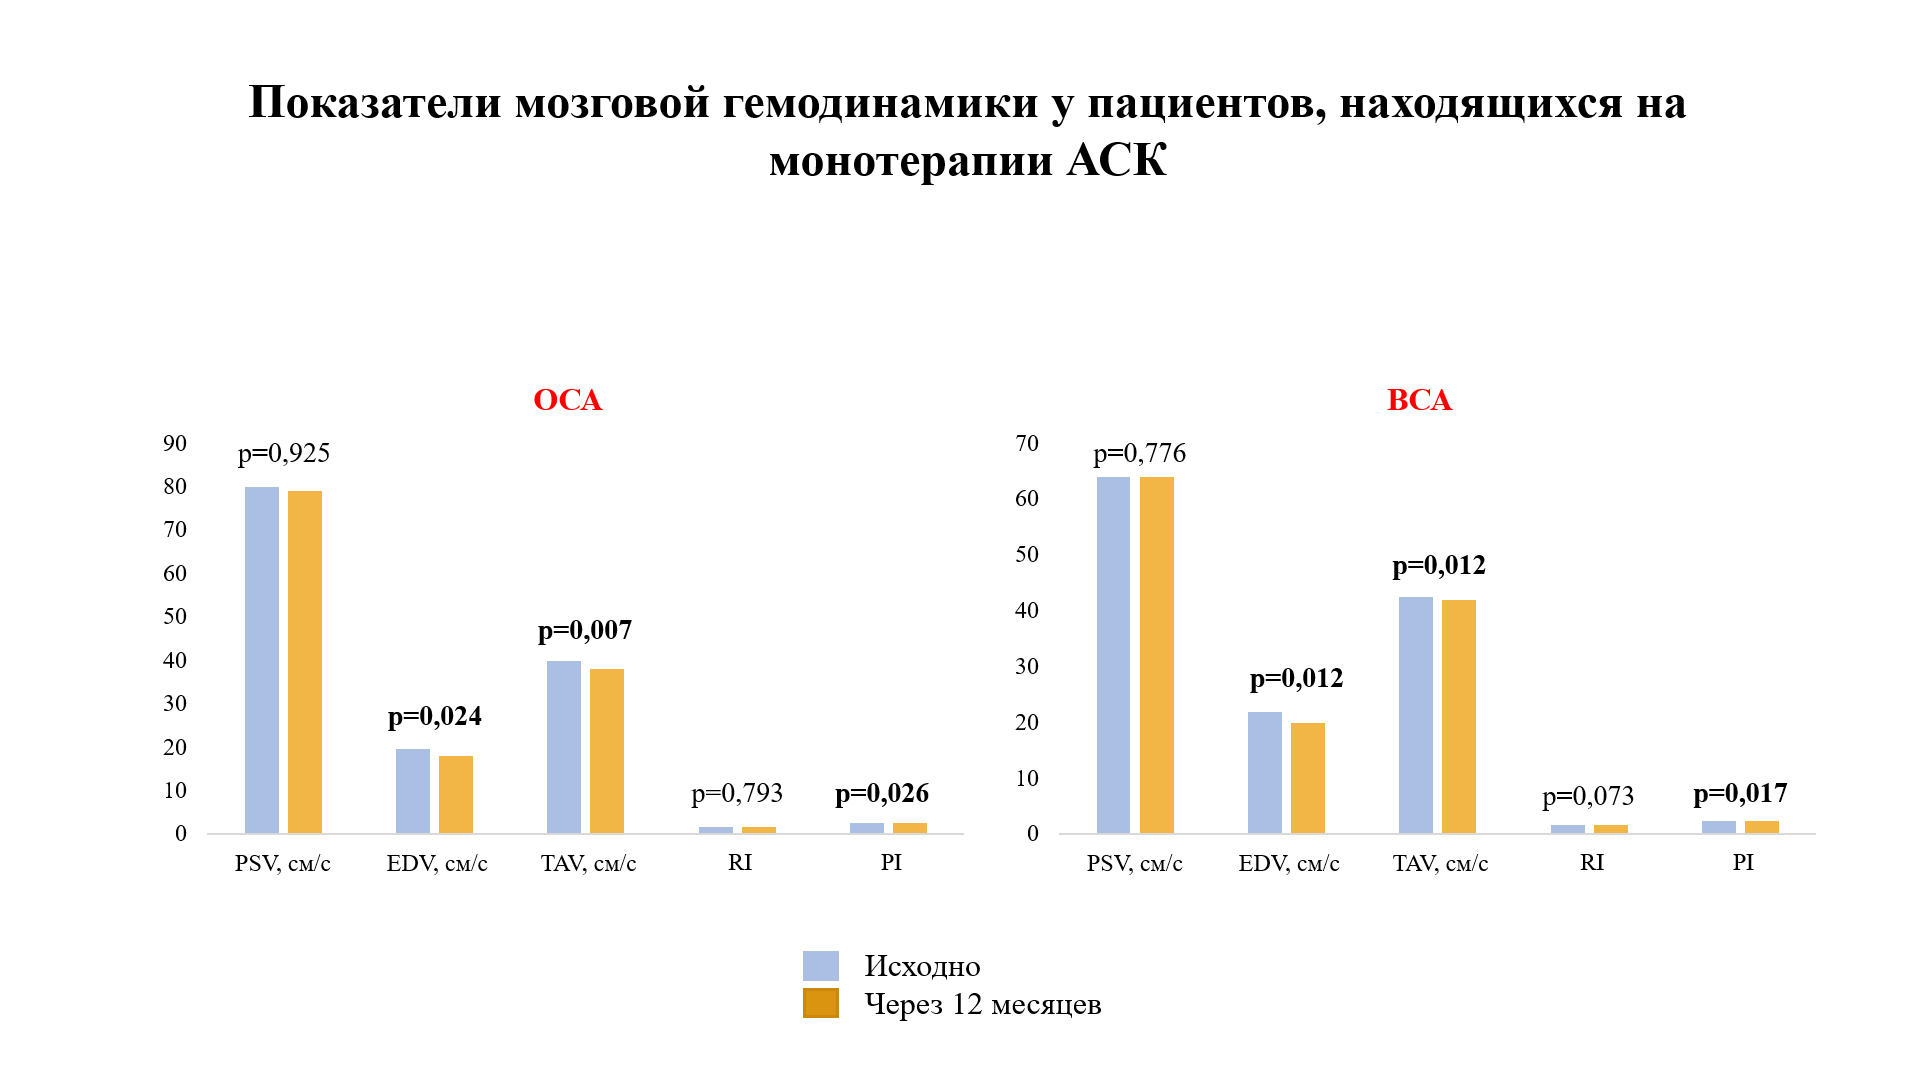 Показатели мозговой гемодинамики у пациентов, находящихся на
монотерапии АСК
ОСА
90
80
70
60
50
40
30
20
10
0
p=0,925
p=0,024
p=0,007
p=0,793
p=0,026
PSV, см/с
EDV, см/с
TAV, см/с
RI
PI
ВСА
70
60
50
40
30
20
10
0
p=0,776
p=0,012
p=0,012
p=0,073
p=0,017
PSV, см/с
EDV, см/с
TAV, см/с
RI
PI
Исходно
Через 12 месяцев